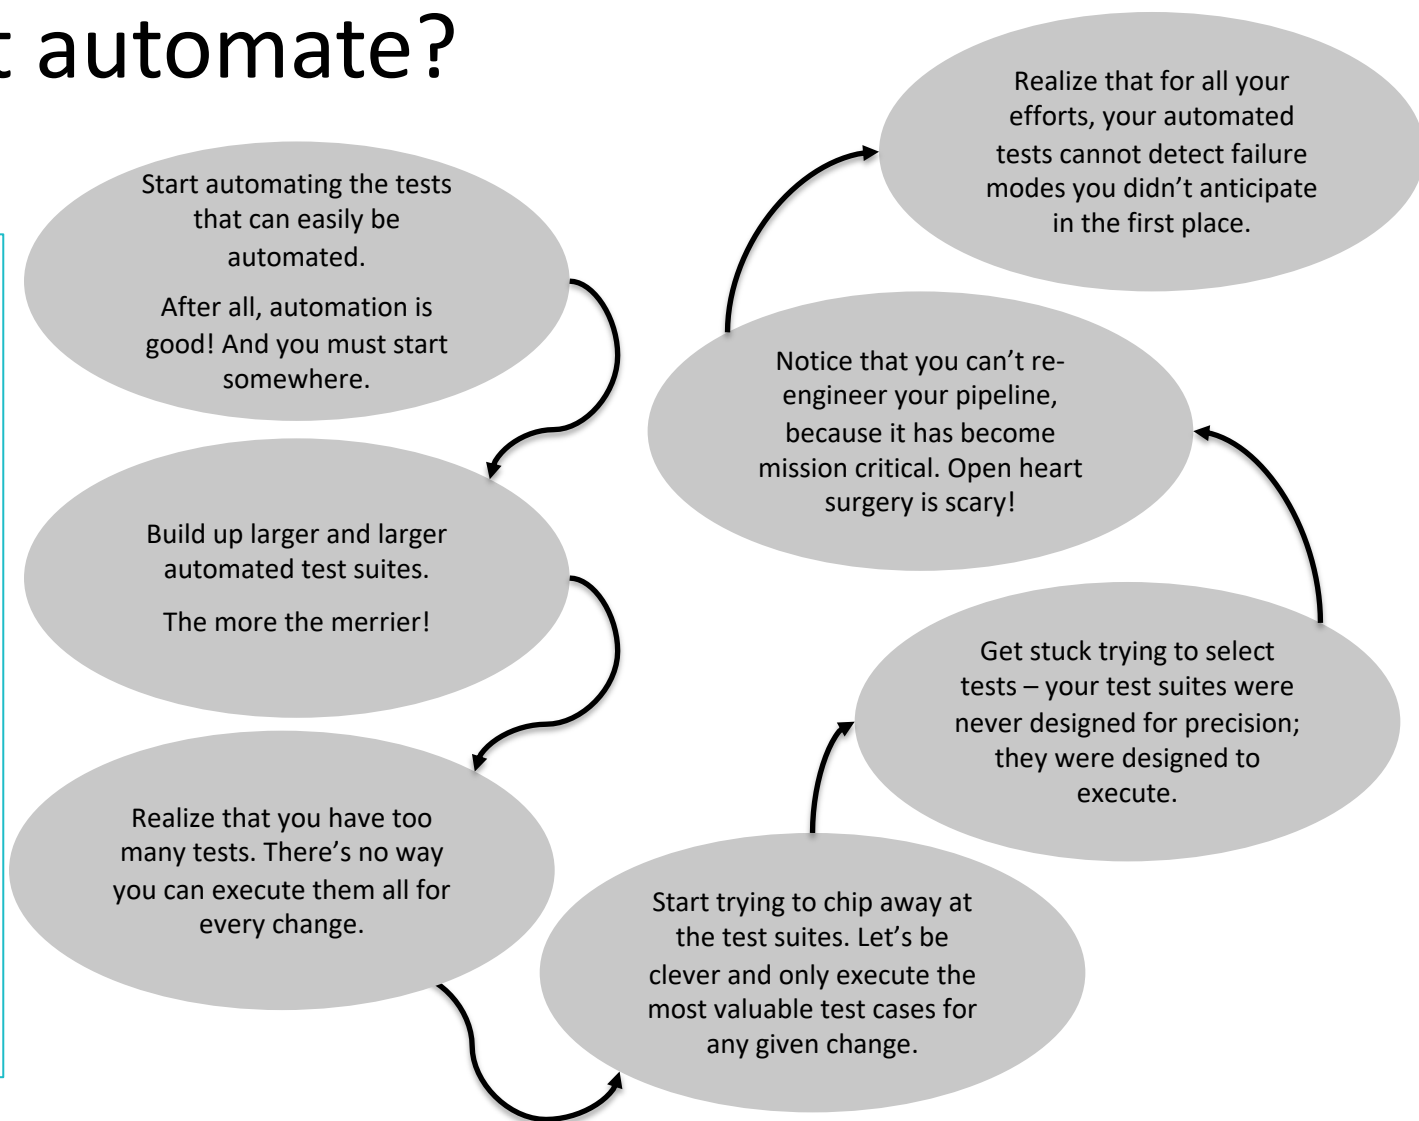 t automate?
Start automating the tests
that can easily be
automated.
After all, automation is
good! And you must start
somewhere.
Build up larger and larger
automated test suites.
The more the merrier!
Realize that you have too
many tests. There’s no way
you can execute them all for
every change.
Start trying to chip away at
the test suites. Let’s be
clever and only execute the
most valuable test cases for
any given change.
Get stuck trying to select
tests – your test suites were
never designed for precision;
they were designed to
execute.
Notice that you can’t re-
engineer your pipeline,
because it has become
mission critical. Open heart
surgery is scary!
Realize that for all your
efforts, your automated
tests cannot detect failure
modes you didn’t anticipate
in the first place.